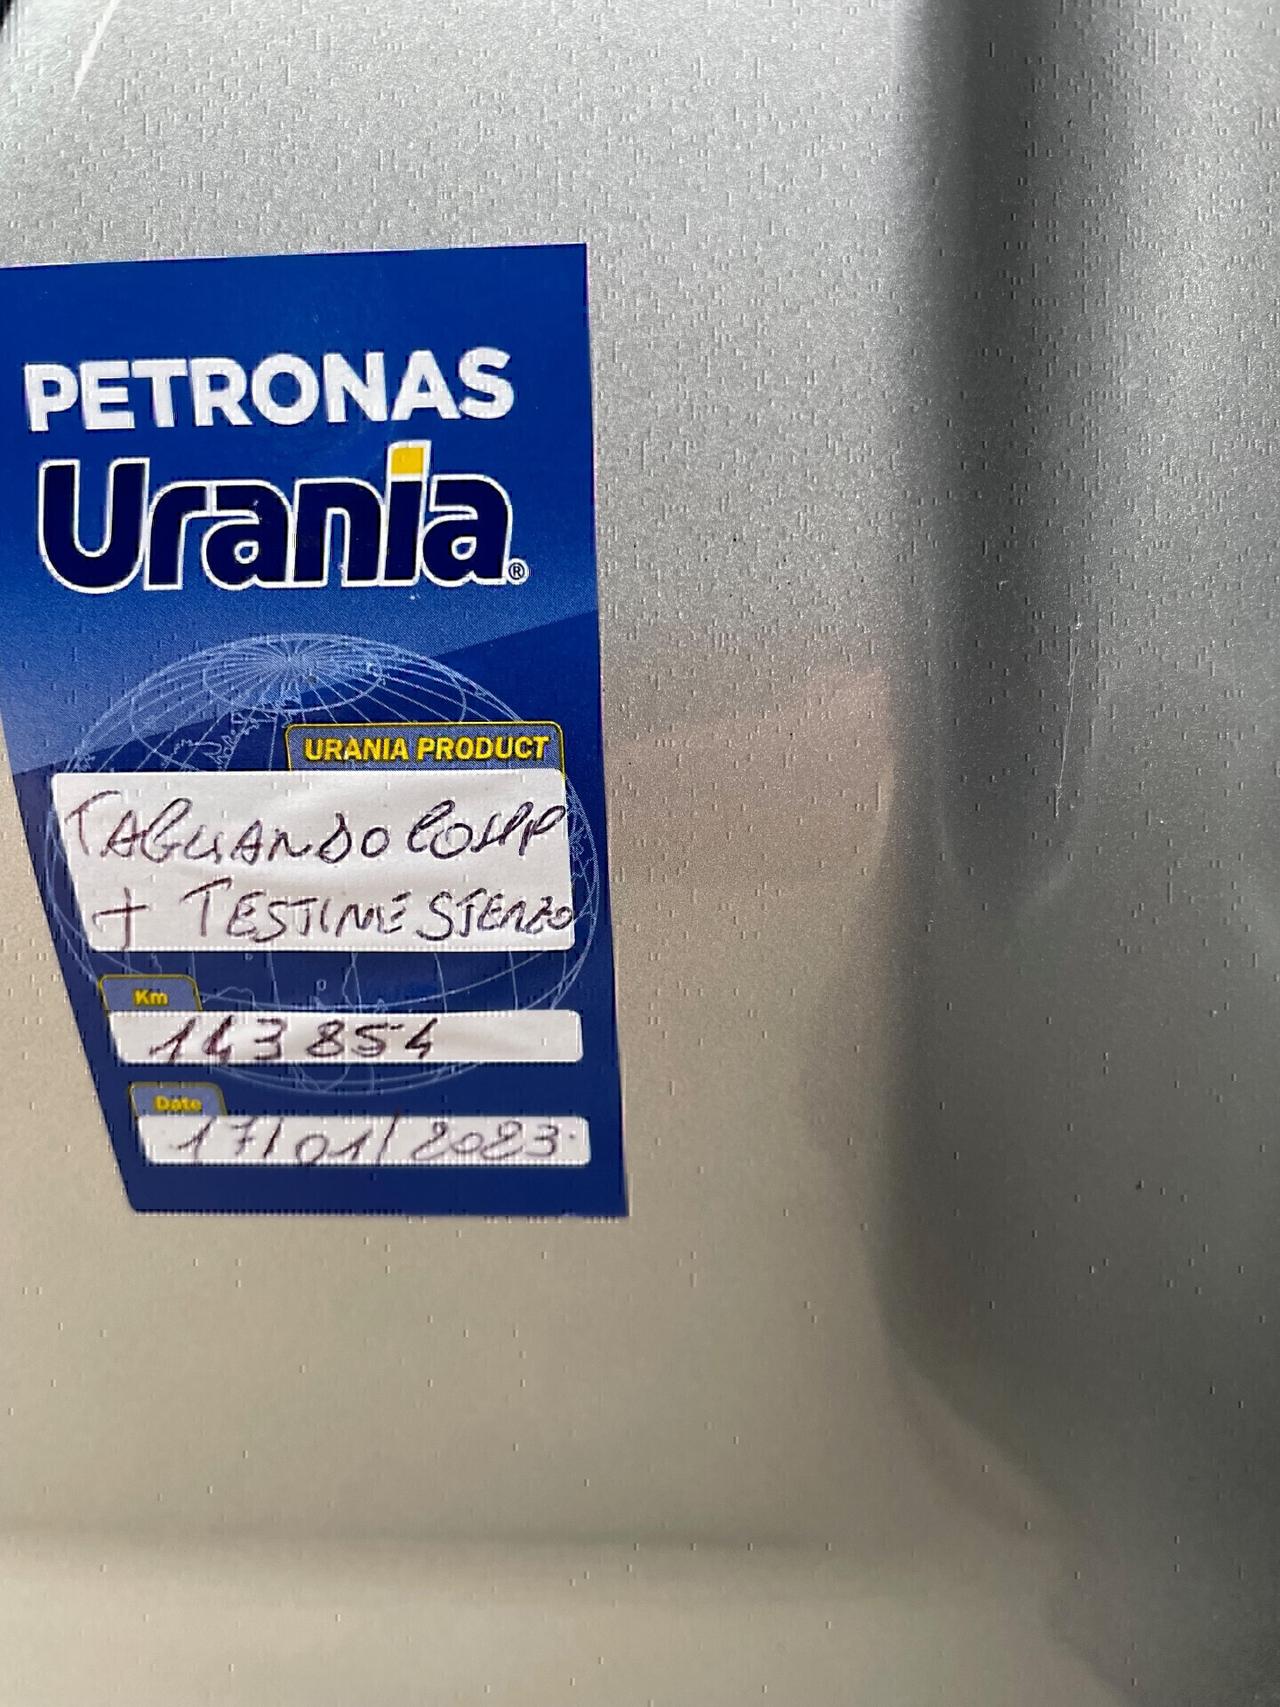 PETRONAS
Urania®
URANIA PRODUCT
TAGLIANDO COMP
+ TESTINE STERZO
Km
143854
Date
17/01/2023